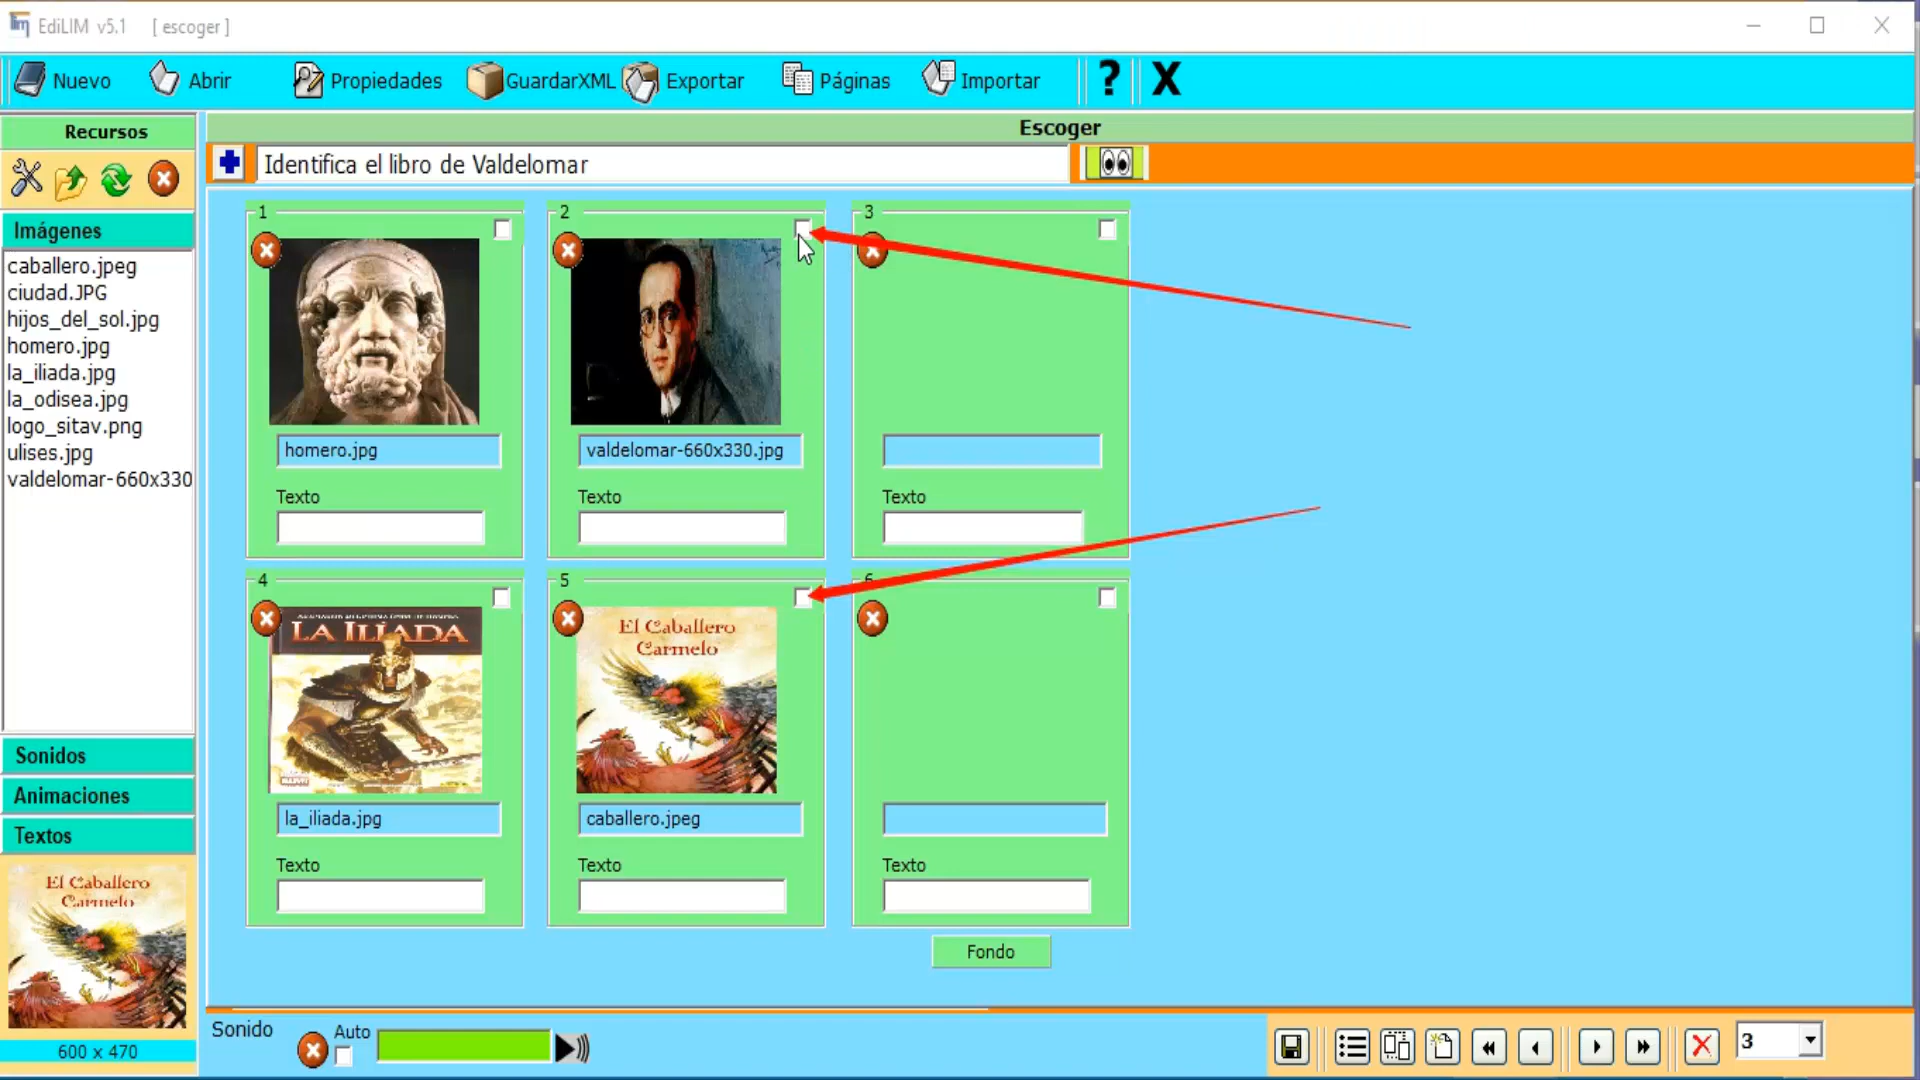 EdiLIM v5.1 [ escoger ]
Nuevo
Abrir
Propiedades
GuardarXML
Exportar
Páginas
Importar
?
X
Recursos
Escoger
Identifica el libro de Valdelomar
Imágenes
caballero.jpeg
ciudad.JPG
hijos_del_sol.jpg
homero.jpg
la_iliada.jpg
la_odisea.jpg
logo_sitav.png
ulises.jpg
valdelomar-660x330
Sonidos
Animaciones
Textos
El Caballero
Carmelo
600 x 470
1
homero.jpg
Texto
2
valdelomar-660x330.jpg
Texto
3
Texto
4
LA ILIADA
la_iliada.jpg
Texto
5
El Caballero
Carmelo
caballero.jpeg
Texto
6
Texto
Fondo
Sonido
Auto
3